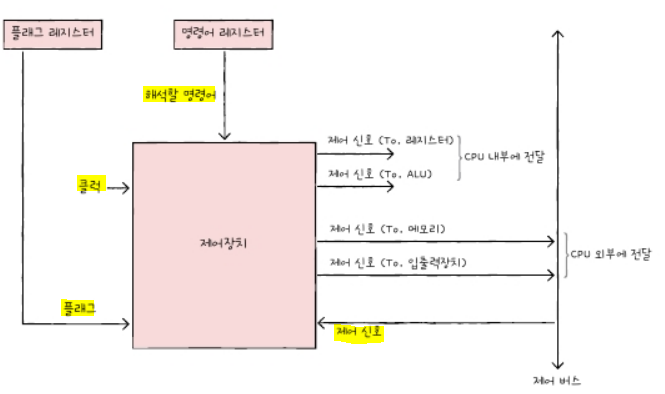 플래그 레지스터
명령어 레지스터
해석할 명령어
제어 신호 (To. 레지스터)
CPU 내부에 전달
제어 신호 (To. ALU)
클럭
제어 신호 (To. 메모리)
제어장치
CPU 외부에 전달
제어 신호 (To. 입출력장치)
플래그
제어 신호
제어 버스